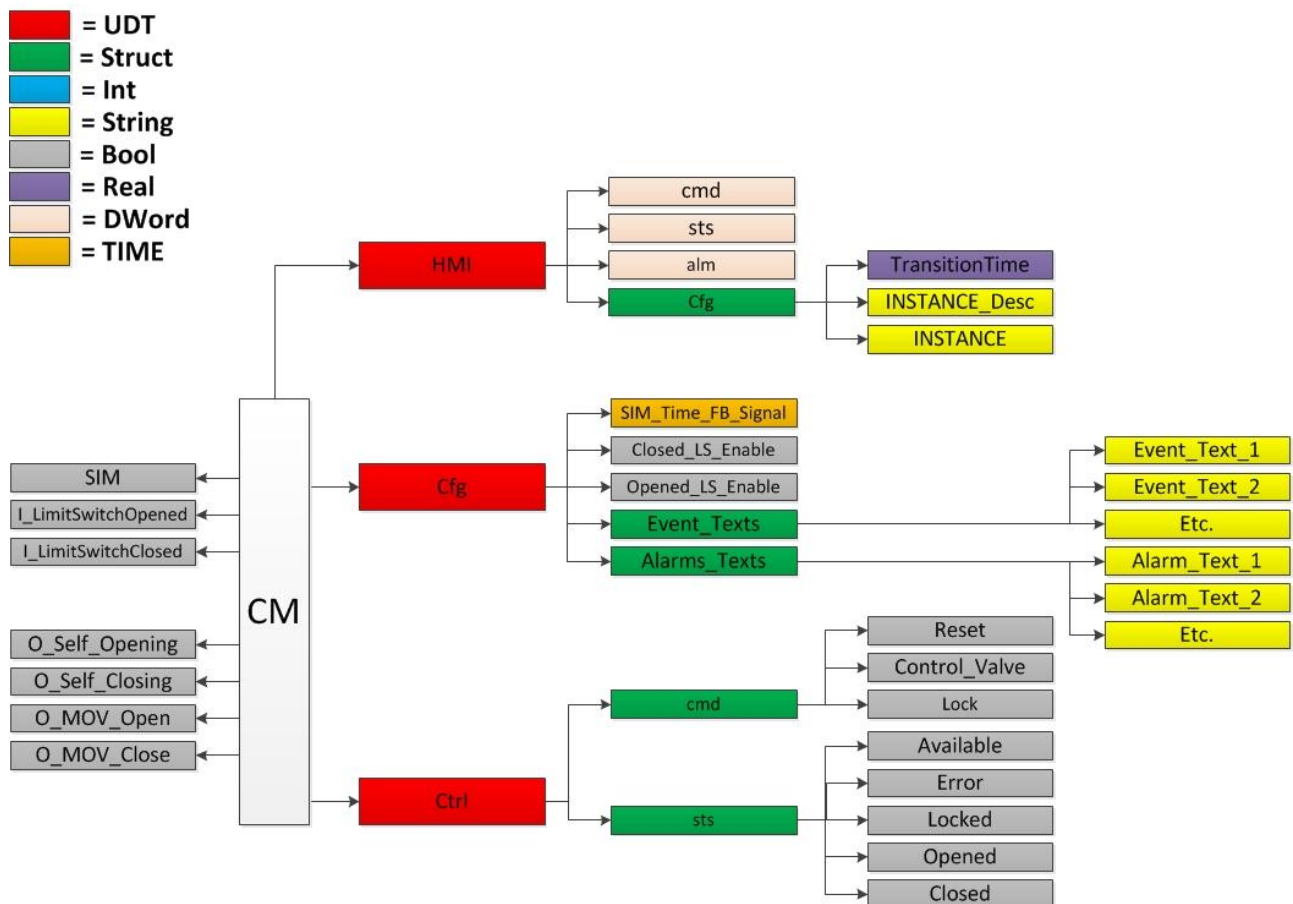 = UDT
= Struct
= Int
= String
= Bool
= Real
= DWord
= TIME
cmd
sts
HMI
alm
TransitionTime
Cfg
INSTANCE_Desc
INSTANCE
SIM_Time_FB_Signal
Closed_LS_Enable
Event_Text_1
SIM
Cfg
Opened_LS_Enable
Event_Text_2
I_LimitSwitchOpened
Event_Texts
Etc.
I_LimitSwitchClosed
Alarms_Texts
Alarm_Text_1
CM
Alarm_Text_2
Reset
Etc.
O_Self_Opening
Control_Valve
O_Self_Closing
cmd
Lock
O_MOV_Open
Available
O_MOV_Close
Error
Ctrl
sts
Locked
Opened
Closed